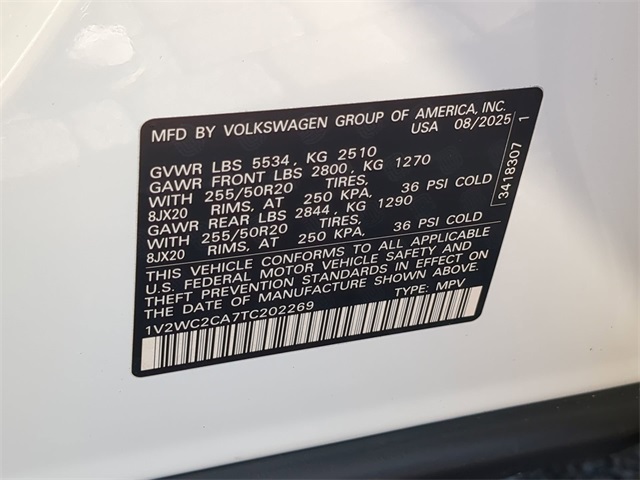 MFD BY VOLKSWAGEN GROUP OF AMERICA, INC.
USA 08/2025
GVWR LBS 5534, KG 2510
GAWR FRONT LBS 2800, KG 1270
WITH 255/50R20 TIRES,
8JX20 RIMS, AT 250 KPA, 36 PSI COLD
GAWR REAR LBS 2844, KG 1290
WITH 255/50R20 TIRES,
8JX20 RIMS, AT 250 KPA, 36 PSI COLD
THIS VEHICLE CONFORMS TO ALL APPLICABLE
U.S. FEDERAL MOTOR VEHICLE SAFETY AND
THEFT PREVENTION STANDARDS IN EFFECT ON
THE DATE OF MANUFACTURE SHOWN ABOVE.
1V2WC2CA7TC202269 TYPE: MPV
3418307 1